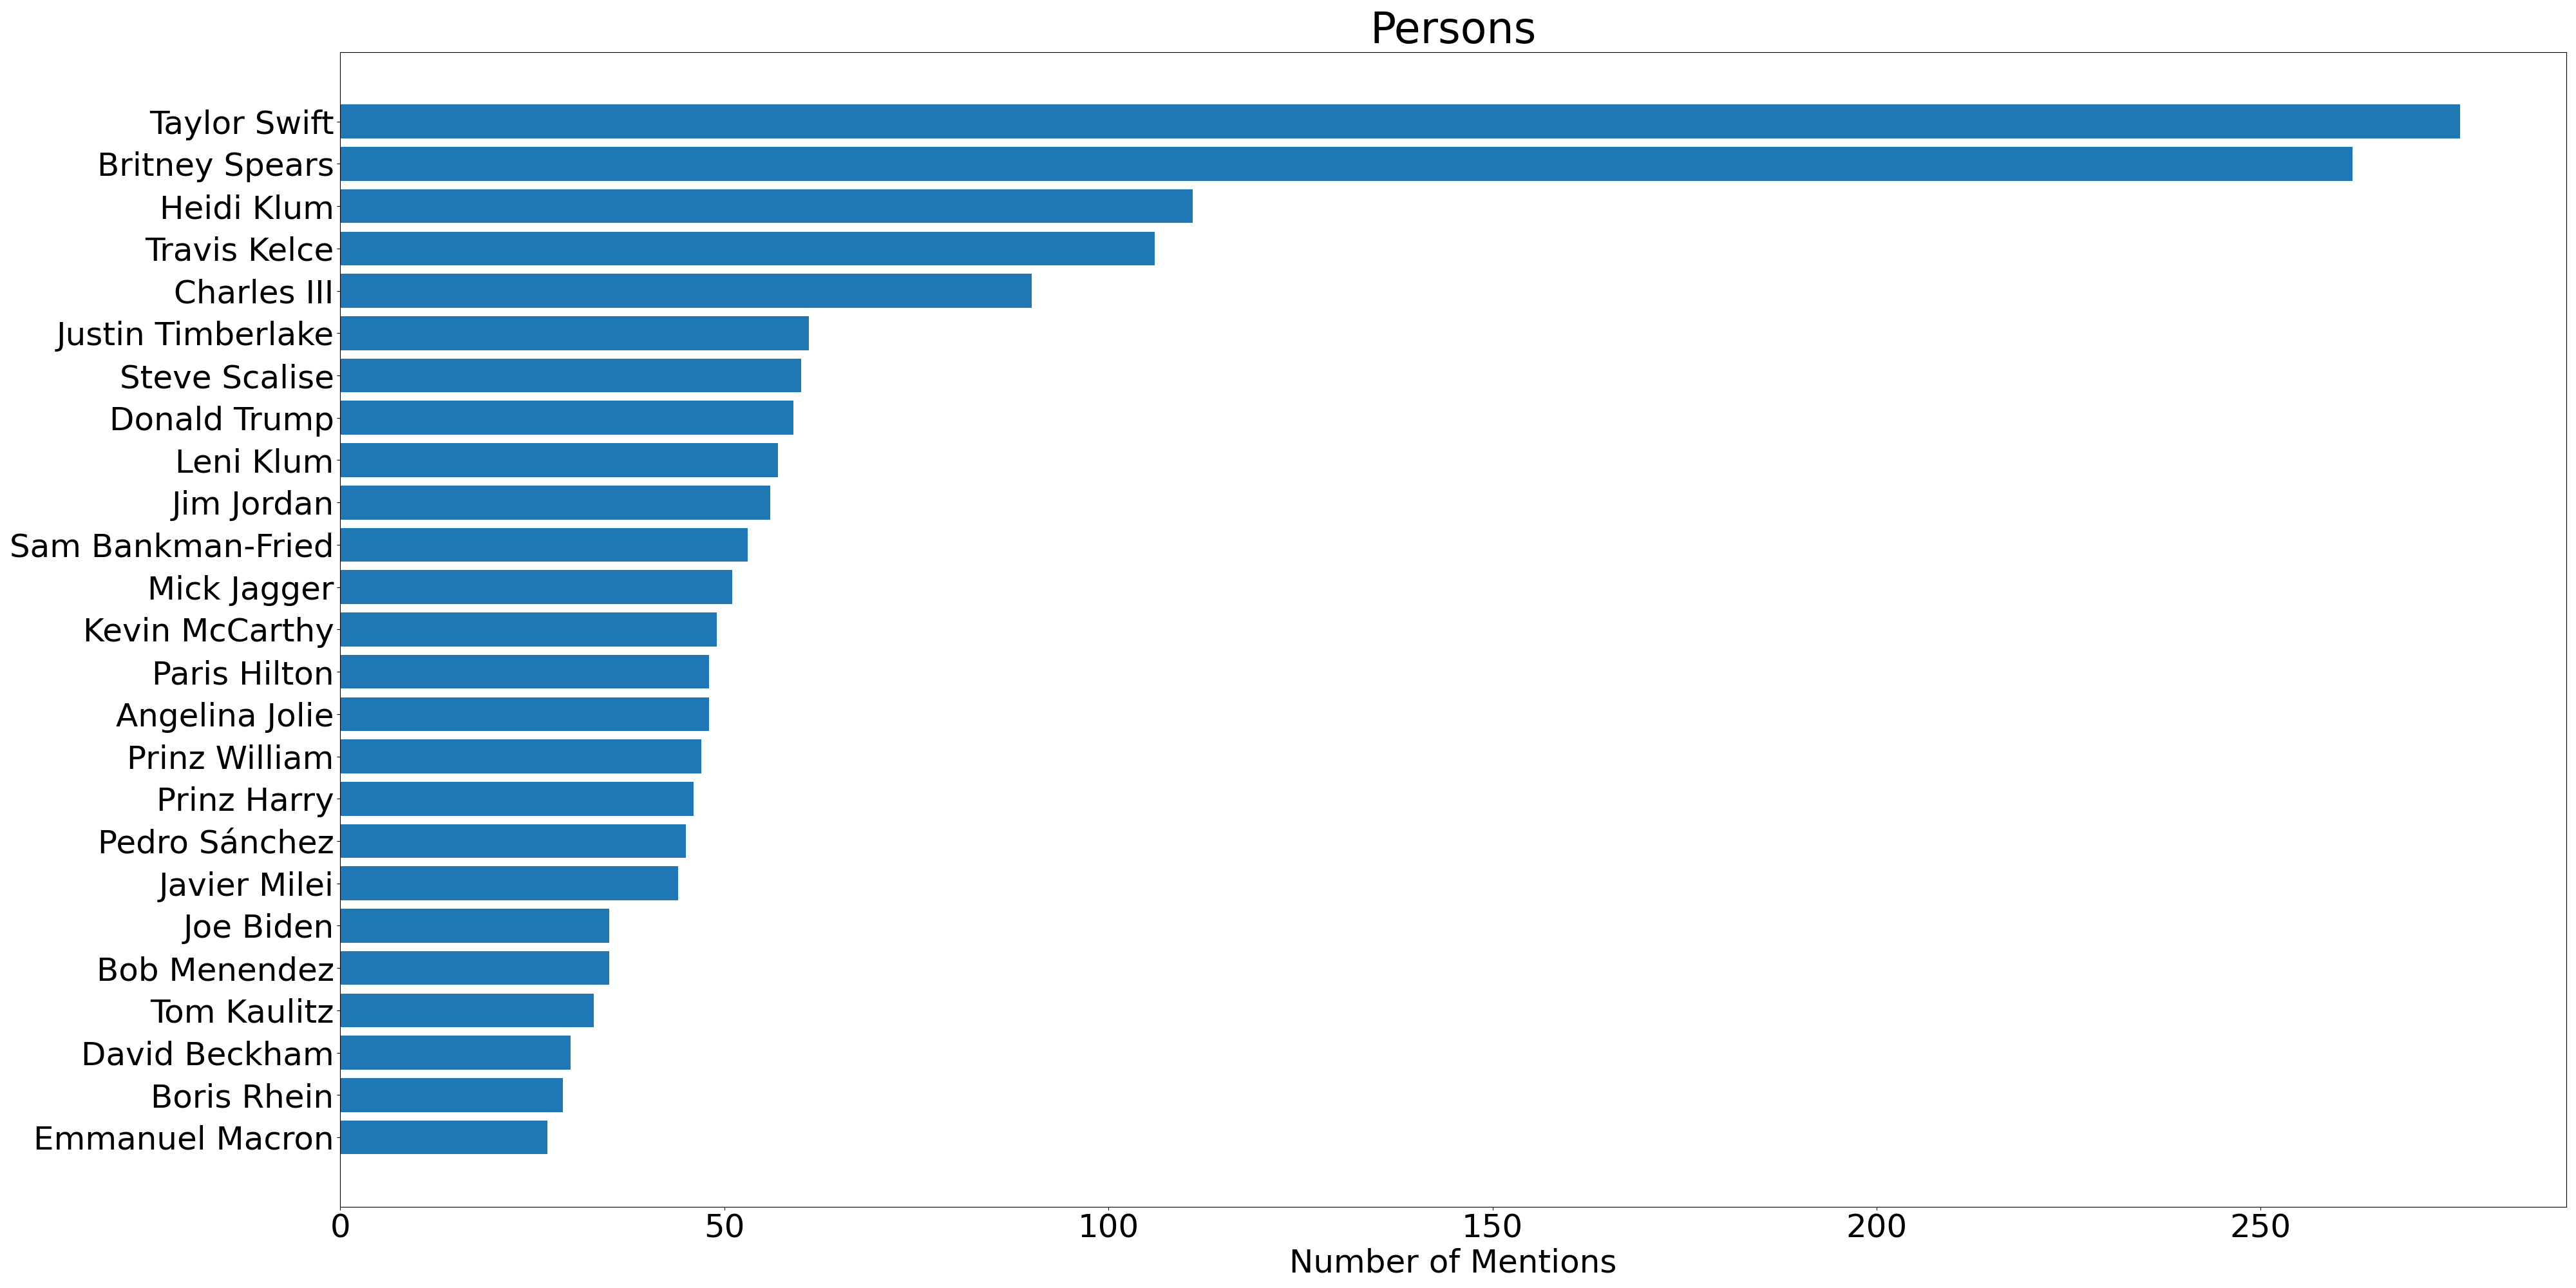 Persons
Taylor Swift
Britney Spears
Heidi Klum
Travis Kelce
Charles III
Justin Timberlake
Steve Scalise
Donald Trump
Leni Klum
Jim Jordan
Sam Bankman-Fried
Mick Jagger
Kevin McCarthy
Paris Hilton
Angelina Jolie
Prinz William
Prinz Harry
Pedro Sánchez
Javier Milei
Joe Biden
Bob Menendez
Tom Kaulitz
David Beckham
Boris Rhein
Emmanuel Macron
0 50 100 150 200 250
Number of Mentions